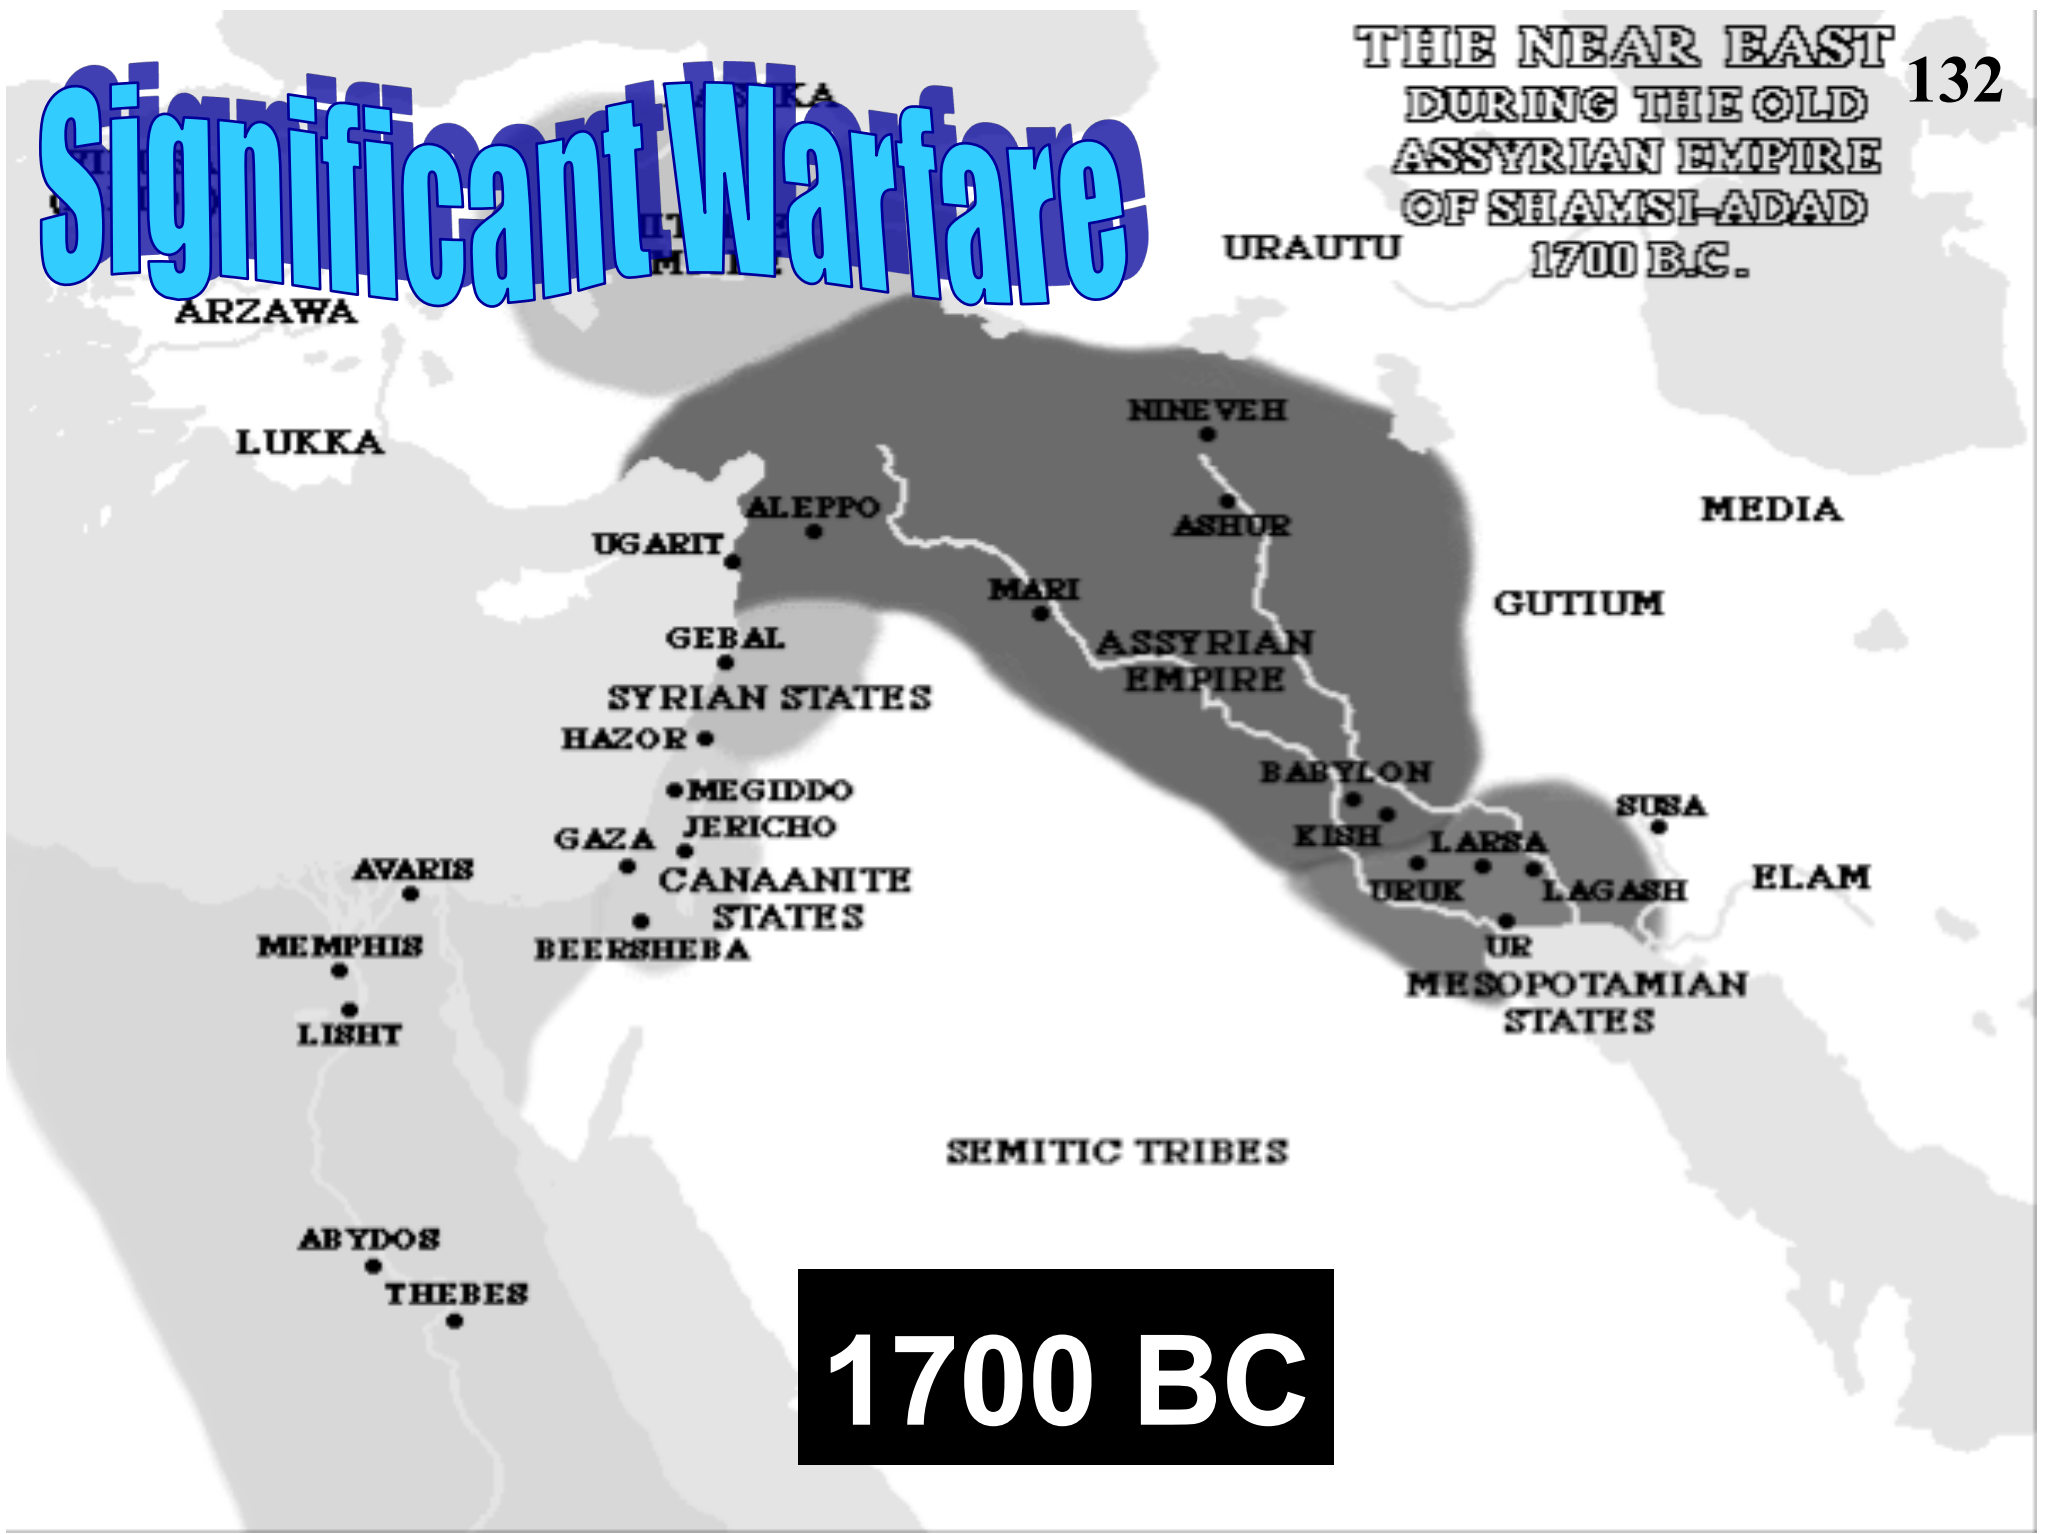 Significant Warfare
THE NEAR EAST
DURING THE OLD
ASSYRIAN EMPIRE
OF SHAMSI-ADAD
1700 B.C.
132
URAUTU
ARZAWA
LUKKA
NINEVEH
ASHUR
MEDIA
ALEPPO
UGARIT
MARI
GUTIUM
GEBAL
ASSYRIAN
EMPIRE
SYRIAN STATES
HAZOR
MEGIDDO
JERICHO
GAZA
CANAANITE
STATES
BEERSHEBA
BABYLON
KISH
LARSA
SUSA
URUK
LAGASH
ELAM
UR
MESOPOTAMIAN
STATES
AVARIS
MEMPHIS
LISHT
SEMITIC TRIBES
ABYDOS
THEBES
1700 BC